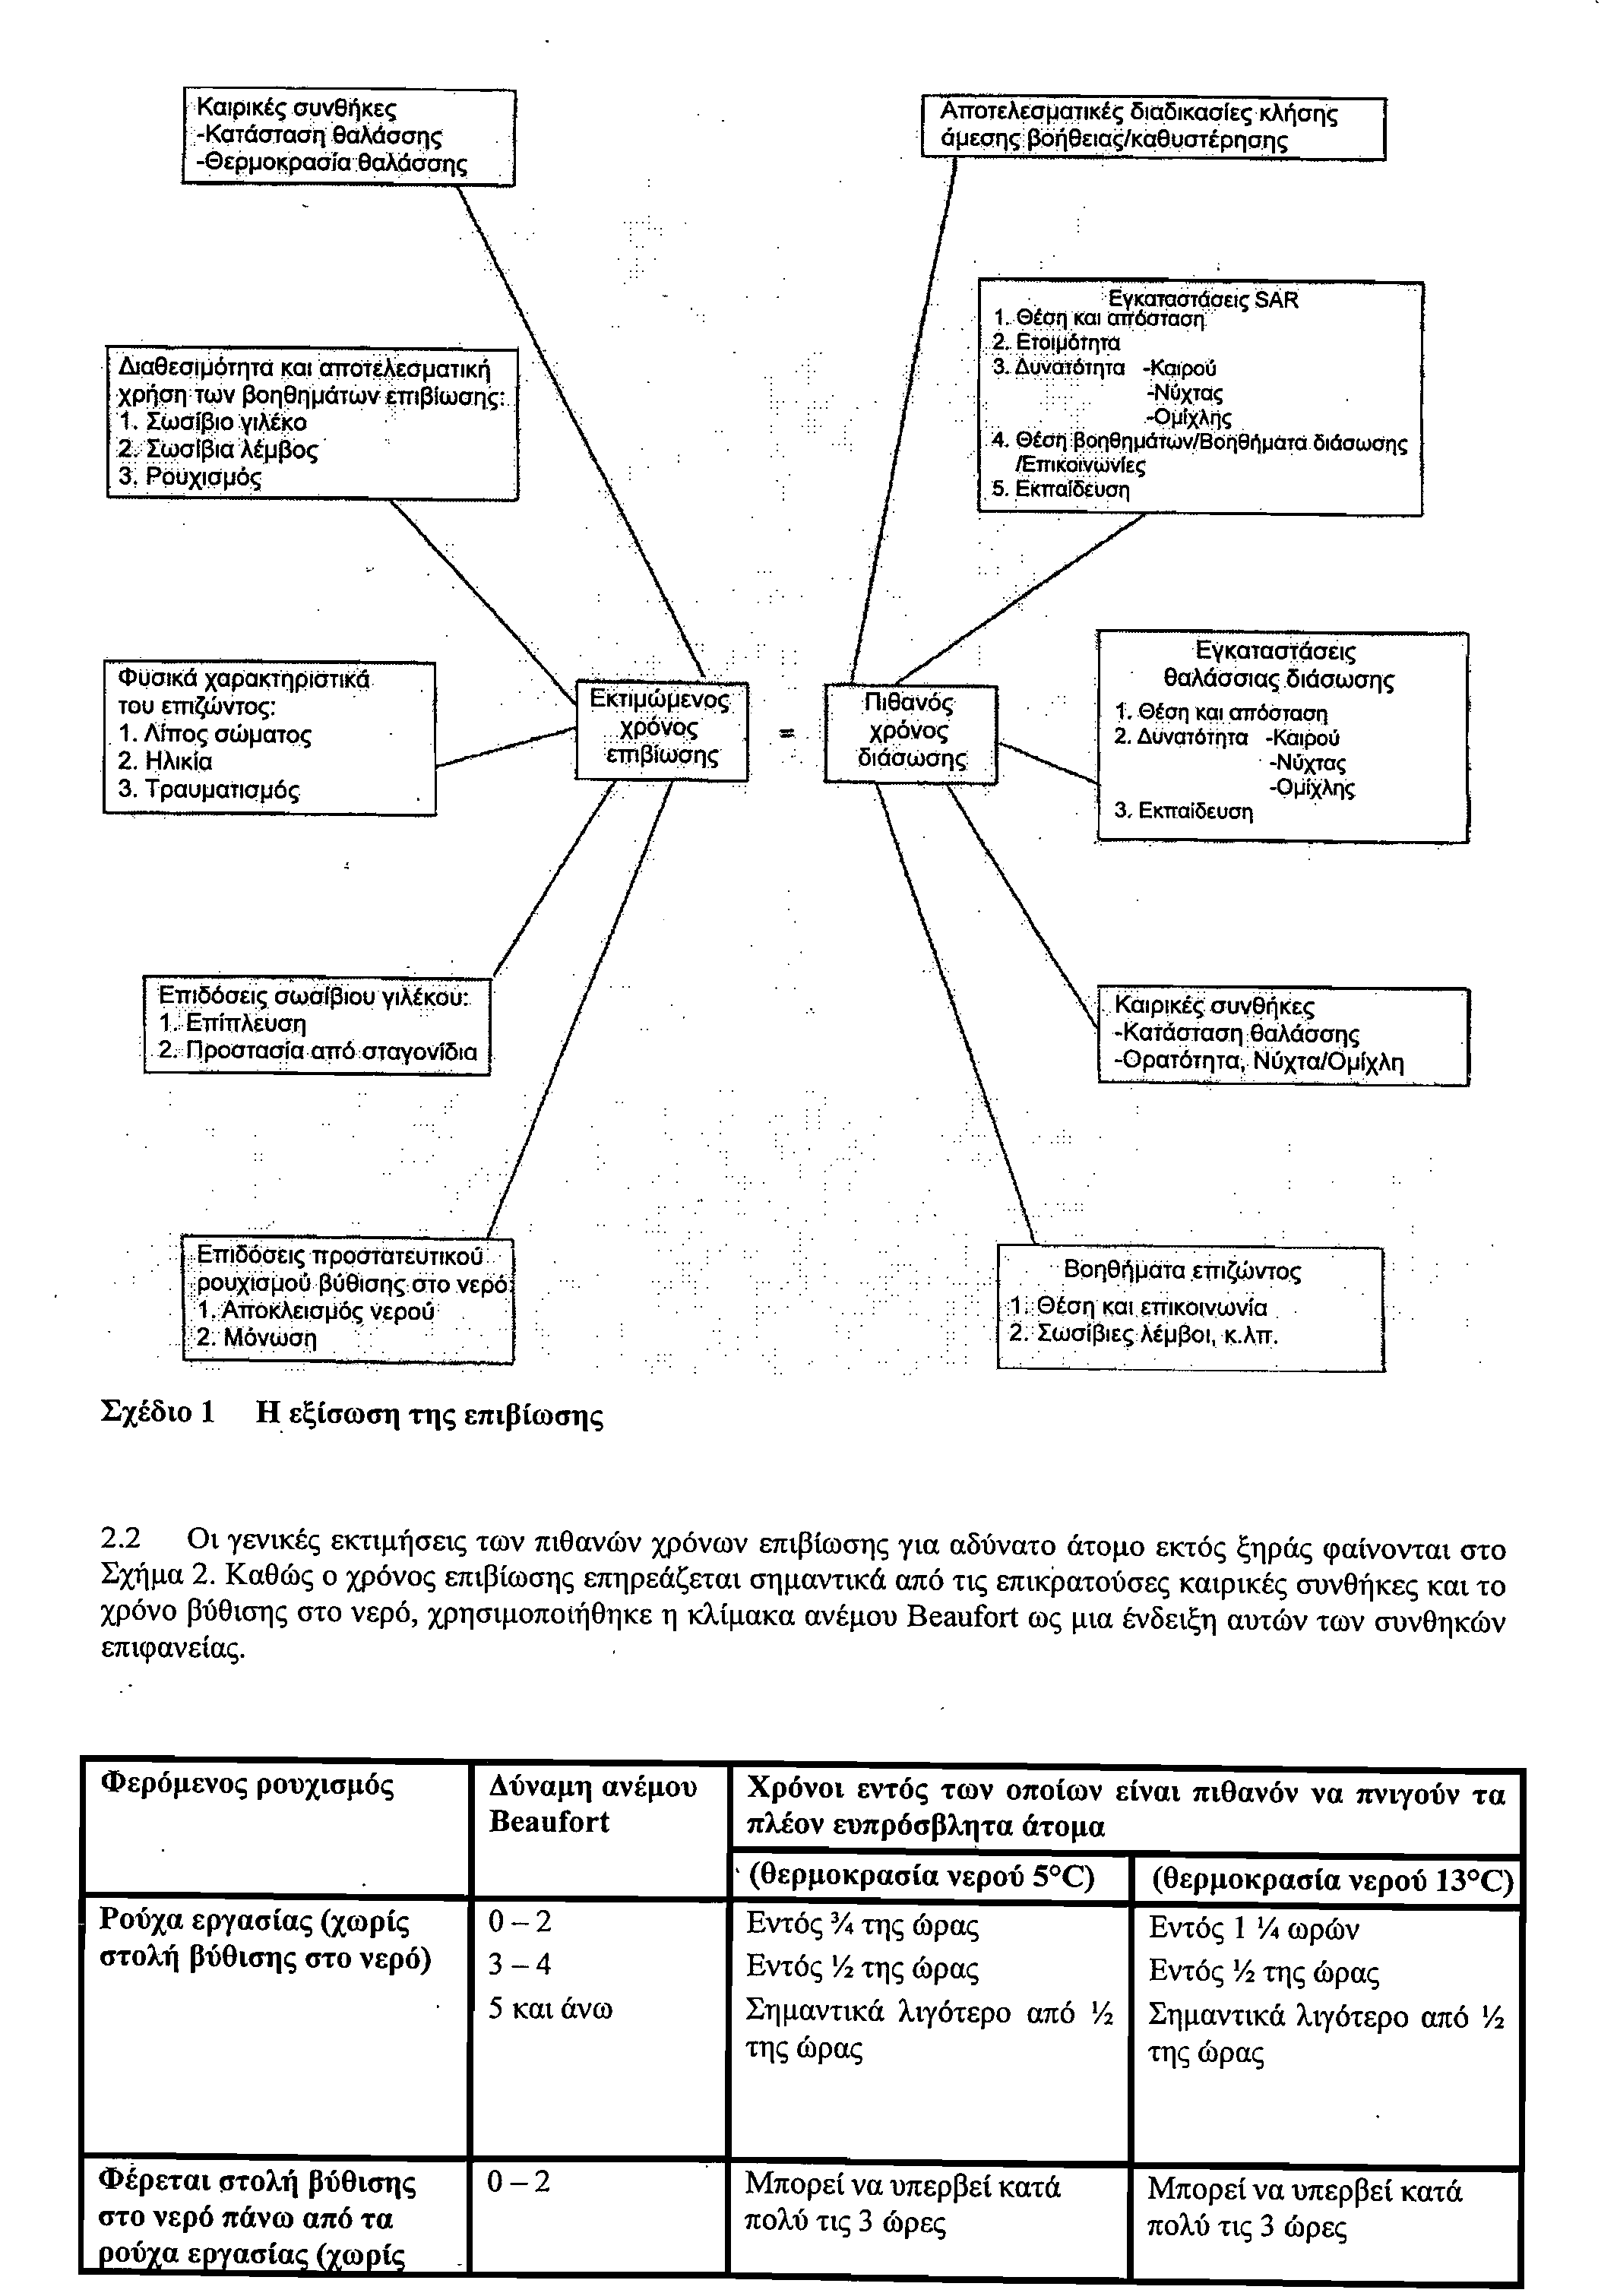 Καιρικές συνθήκες
-Κατάσταση θαλάσσης
-Θερμοκρασία θαλάσσης
Αποτελεσματικές διαδικασίες κλήσης
άμεσης βοήθειας/καθυστέρησης
Εγκαταστάσεις SAR
1. Θέση και απόσταση
2. Ετοιμότητα
3. Δυνατότητα -Καιρού
-Νύχτας
-Ομίχλης
4. Θέση βοηθημάτων/Βοηθήματα διάσωσης
/Επικοινωνίες
5. Εκπαίδευση
Διαθεσιμότητα και αποτελεσματική
χρήση των βοηθημάτων επιβίωσης:
1. Σωσίβιο γιλέκο
2. Σωσίβια λέμβος
3. Ρουχισμός
Φυσικά χαρακτηριστικά
του επιζώντος:
1. Λίπος σώματος
2. Ηλικία
3. Τραυματισμός
Εκτιμώμενος
χρόνος
επιβίωσης
=
Πιθανός
χρόνος
διάσωσης
Εγκαταστάσεις
θαλάσσιας διάσωσης
1. Θέση και απόσταση
2. Δυνατότητα -Καιρού
-Νύχτας
-Ομίχλης
3. Εκπαίδευση
Επιδόσεις σωσίβιου γιλέκου:
1. Επίπλευση
2. Προστασία από σταγονίδια
Καιρικές συνθήκες
-Κατάσταση θαλάσσης
-Ορατότητα, Νύχτα/Ομίχλη
Επιδόσεις προστατευτικού
ρουχισμού βύθισης στο νερό:
1. Αποκλεισμός νερού
2. Μόνωση
Βοηθήματα επιζώντος
1. Θέση και επικοινωνία
2. Σωσίβιες λέμβοι, κ.λπ.
Σχέδιο 1 Η εξίσωση της επιβίωσης
2.2 Οι γενικές εκτιμήσεις των πιθανών χρόνων επιβίωσης για αδύνατο άτομο εκτός ξηράς φαίνονται στο
Σχήμα 2. Καθώς ο χρόνος επιβίωσης επηρεάζεται σημαντικά από τις επικρατούσες καιρικές συνθήκες και το
χρόνο βύθισης στο νερό, χρησιμοποιήθηκε η κλίμακα ανέμου Beaufort ως μια ένδειξη αυτών των συνθηκών
επιφανείας.
Φερόμενος ρουχισμός
Δύναμη ανέμου
Beaufort
Χρόνοι εντός των οποίων είναι πιθανόν να πνιγούν τα
πλέον ευπρόσβλητα άτομα
(θερμοκρασία νερού 5°C)
(θερμοκρασία νερού 13°C)
Ρούχα εργασίας (χωρίς
στολή βύθισης στο νερό)
0 – 2
Εντός ¾ της ώρας
Εντός 1 ¼ ωρών
3 – 4
Εντός ½ της ώρας
Εντός ½ της ώρας
5 και άνω
Σημαντικά λιγότερο από ½
της ώρας
Σημαντικά λιγότερο από ½
της ώρας
Φέρεται στολή βύθισης
στο νερό πάνω από τα
ρούχα εργασίας (χωρίς
0 – 2
Μπορεί να υπερβεί κατά
πολύ τις 3 ώρες
Μπορεί να υπερβεί κατά
πολύ τις 3 ώρες